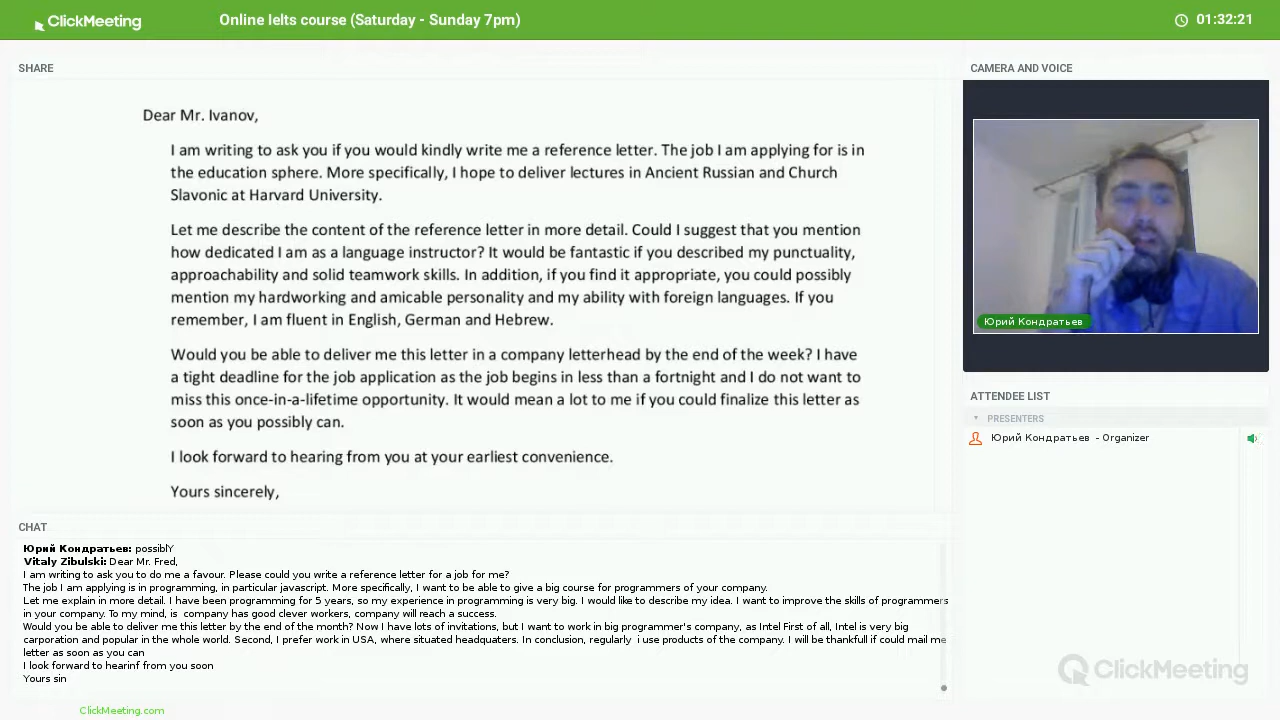 ClickMeeting
Online Ielts course (Saturday - Sunday 7pm)
01:32:21
SHARE
Dear Mr. Ivanov,
I am writing to ask you if you would kindly write me a reference letter. The job I am applying for is in
the education sphere. More specifically, I hope to deliver lectures in Ancient Russian and Church
Slavonic at Harvard University.
Let me describe the content of the reference letter in more detail. Could I suggest that you mention
how dedicated I am as a language instructor? It would be fantastic if you described my punctuality,
approachability and solid teamwork skills. In addition, if you find it appropriate, you could possibly
mention my hardworking and amicable personality and my ability with foreign languages. If you
remember, I am fluent in English, German and Hebrew.
Would you be able to deliver me this letter in a company letterhead by the end of the week? I have
a tight deadline for the job application as the job begins in less than a fortnight and I do not want to
miss this once-in-a-lifetime opportunity. It would mean a lot to me if you could finalize this letter as
soon as you possibly can.
I look forward to hearing from you at your earliest convenience.
Yours sincerely,
CHAT
Юрий Кондратьев: possiblY
Vitaly Zibulski: Dear Mr. Fred,
I am writing to ask you to do me a favour. Please could you write a reference letter for a job for me?
The job I am applying is in programming, in particular javascript. More specifically, I want to be able to give a big course for programmers of your company.
Let me explain in more detail. I have been programming for 5 years, so my experience in programming is very big. I would like to describe my idea. I want to improve the skills of programmers
in your company. To my mind, is company has good clever workers, company will reach a success.
Would you be able to deliver me this letter by the end of the month? Now I have lots of invitations, but I want to work in big programmer's company, as Intel First of all, Intel is very big
carporation and popular in the whole world. Second, I prefer work in USA, where situated headquaters. In conclusion, regularly i use products of the company. I will be thankfull if could mail me
letter as soon as you can
I look forward to hearinf from you soon
Yours sin
ClickMeeting.com
CAMERA AND VOICE
Юрий Кондратьев
ATTENDEE LIST
PRESENTERS
Юрий Кондратьев - Organizer
ClickMeeting